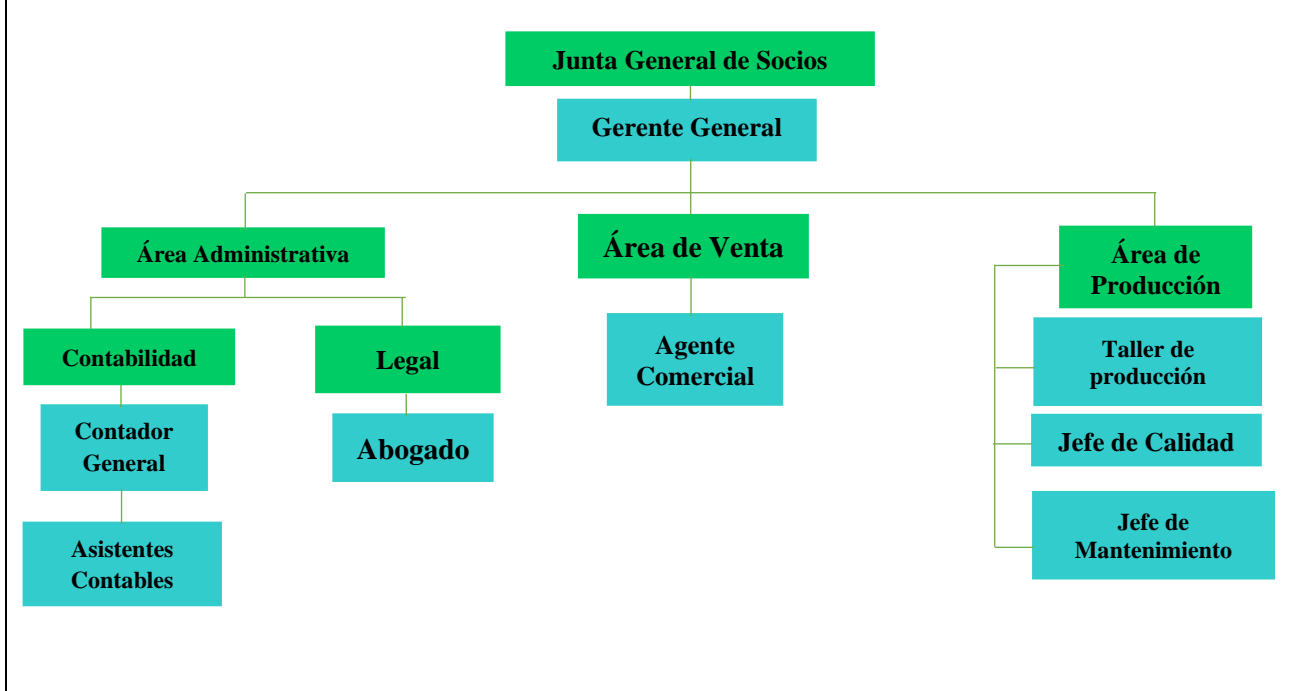 Junta General de Socios
Gerente General
Área Administrativa
Área de Venta
Área de
Producción
Contabilidad
Legal
Agente
Comercial
Taller de
producción
Contador
General
Abogado
Jefe de Calidad
Asistentes
Contables
Jefe de
Mantenimiento